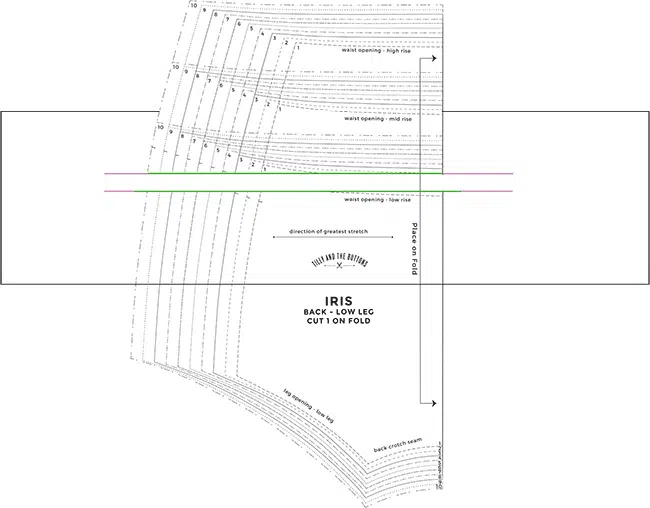 10 9 8 7 6 5 4 3 2 1
waist opening - high rise
10 9 8 7 6 5 4 3 2 1
waist opening - mid rise
10 9 8 7 6 5 4 3 2 1
waist opening - low rise
Place on Fold
direction of greatest stretch
TILLY AND THE BUTTONS
IRIS
BACK - LOW LEG
CUT 1 ON FOLD
leg opening - low leg
back crotch seam